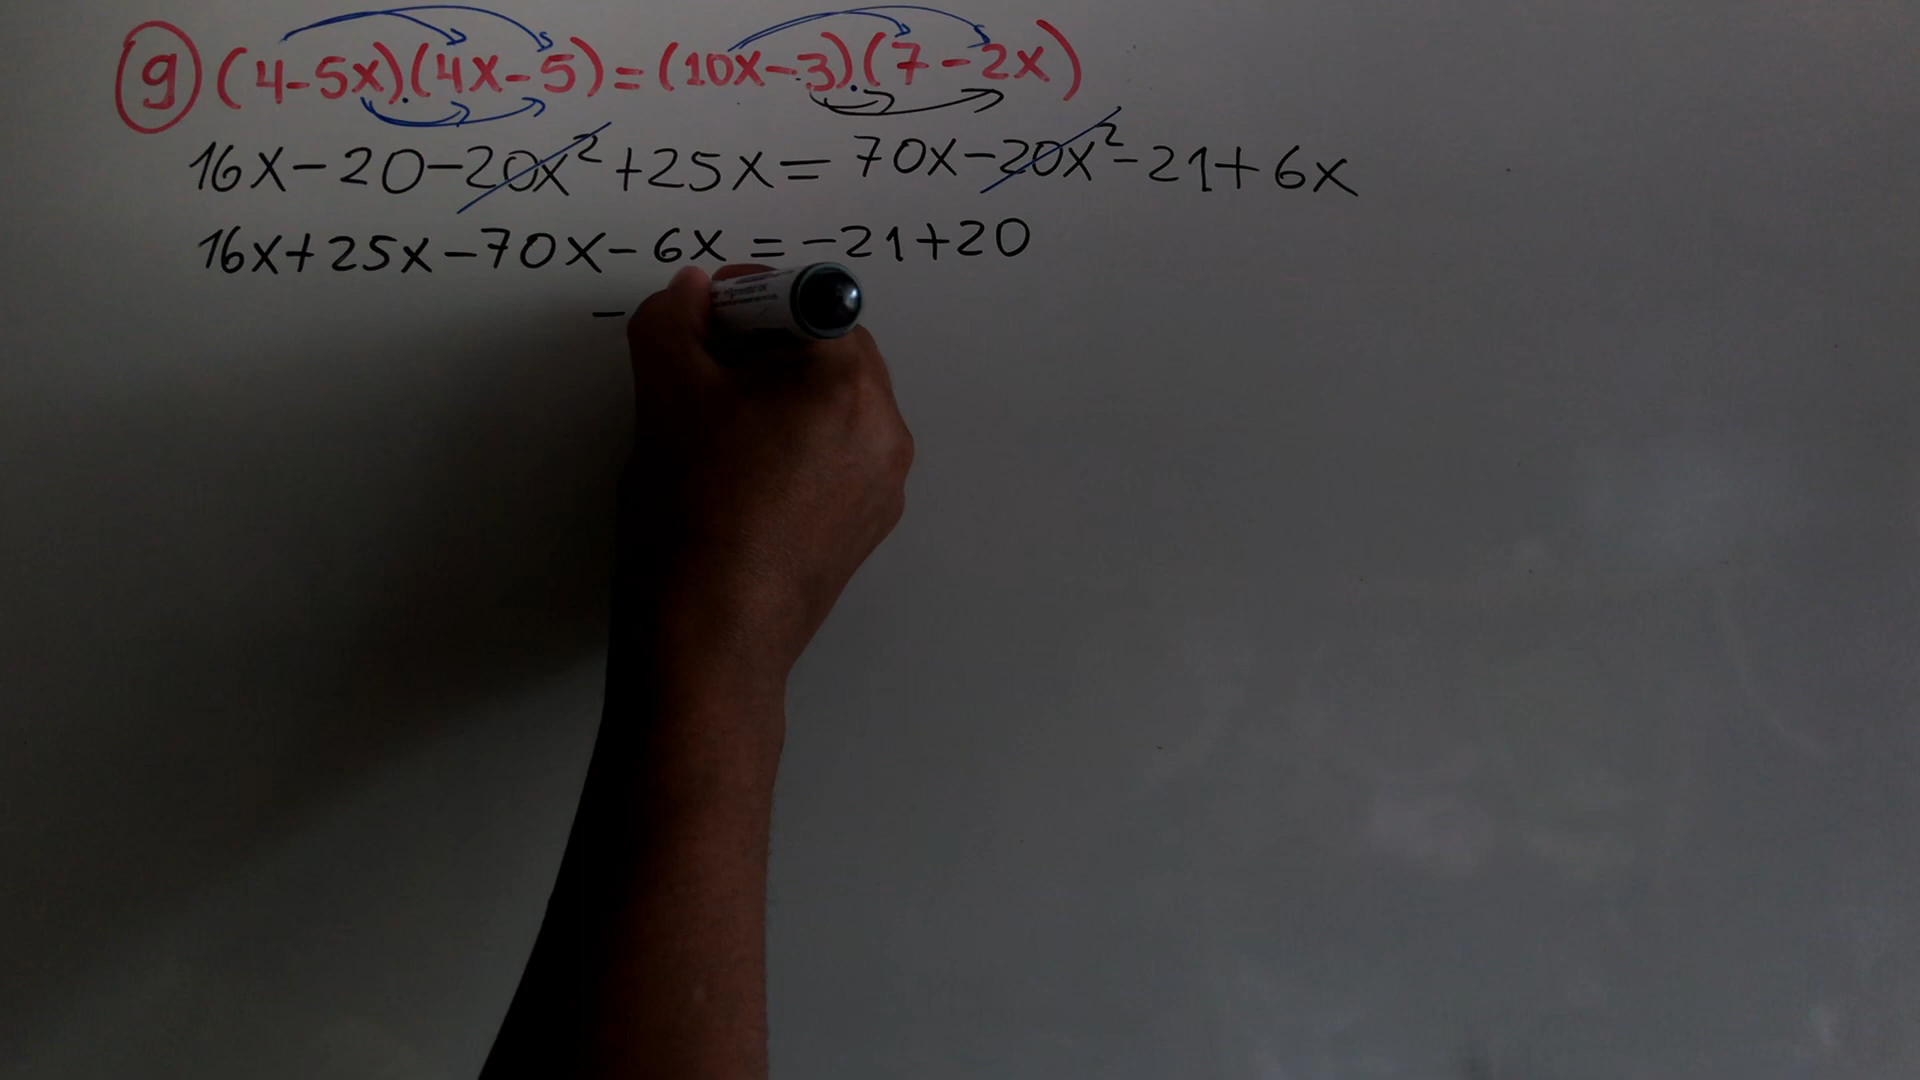 g) (4-5x).(4x-5)=(10x-3).(7-2x)
16x-20-20x²+25x=70x-20x²-21+6x
16x+25x-70x-6x=-21+20
-